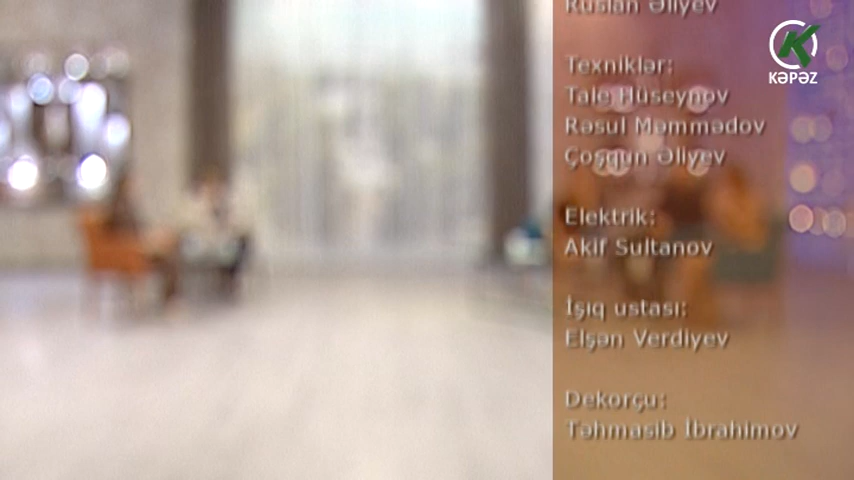 Ruslan Əliyev
KƏPƏZ
Texniklər:
Tale Hüseynov
Rəsul Məmmədov
Çoşqun Əliyev
Elektrik:
Akif Sultanov
İşıq ustası:
Elşən Verdiyev
Dekorçu:
Təhmasib İbrahimov